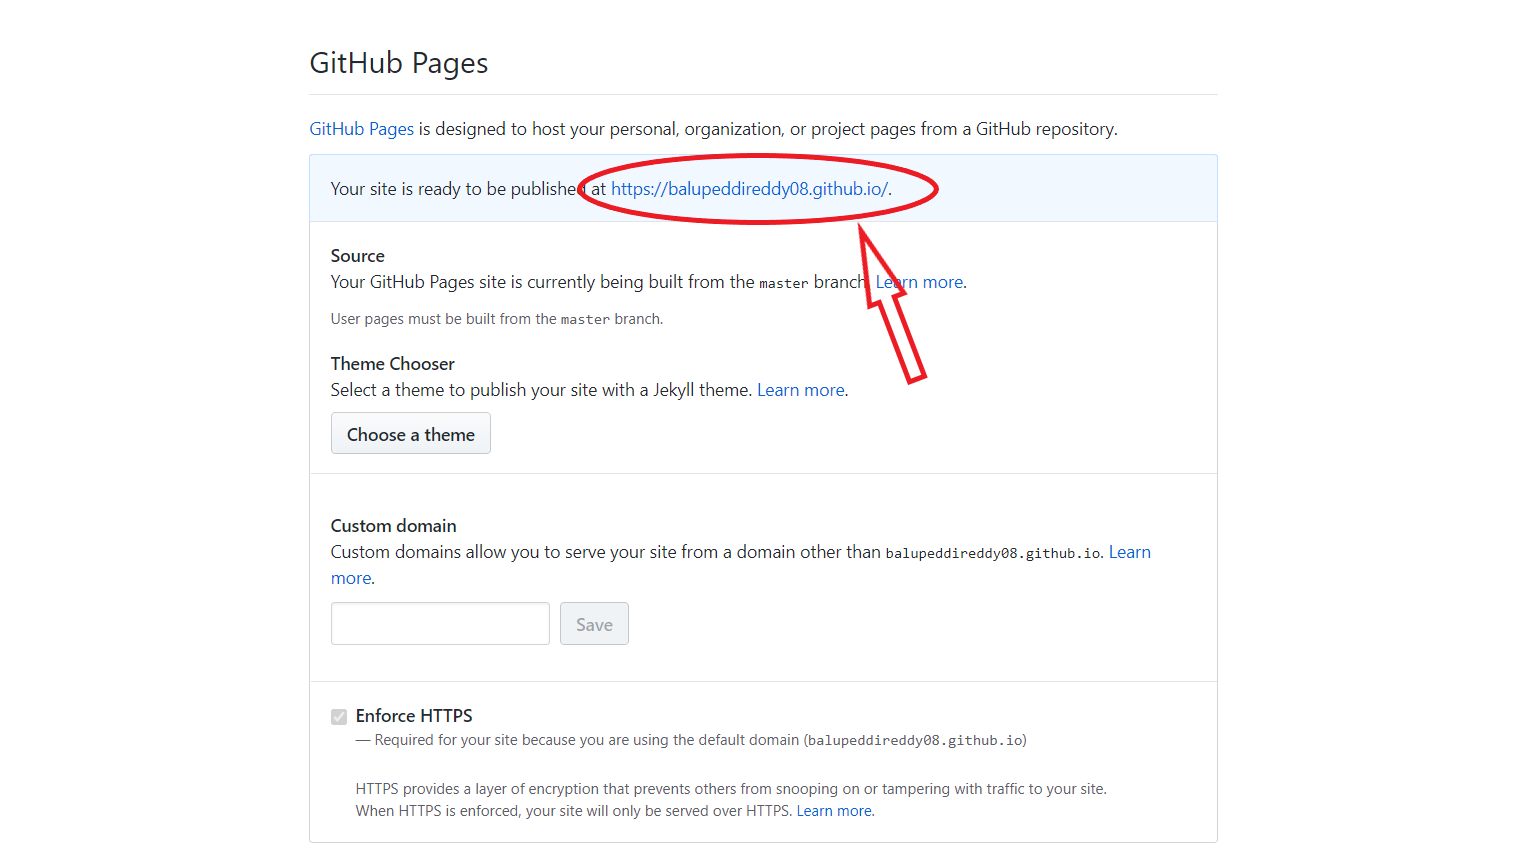 GitHub Pages
GitHub Pages is designed to host your personal, organization, or project pages from a GitHub repository.
Your site is ready to be published at https://balupeddireddy08.github.io/.
Source
Your GitHub Pages site is currently being built from the master branch. Learn more.
User pages must be built from the master branch.
Theme Chooser
Select a theme to publish your site with a Jekyll theme. Learn more.
Choose a theme
Custom domain
Custom domains allow you to serve your site from a domain other than balupeddireddy08.github.io. Learn
more.
Save
Enforce HTTPS
— Required for your site because you are using the default domain (balupeddireddy08.github.io)
HTTPS provides a layer of encryption that prevents others from snooping on or tampering with traffic to your site.
When HTTPS is enforced, your site will only be served over HTTPS. Learn more.